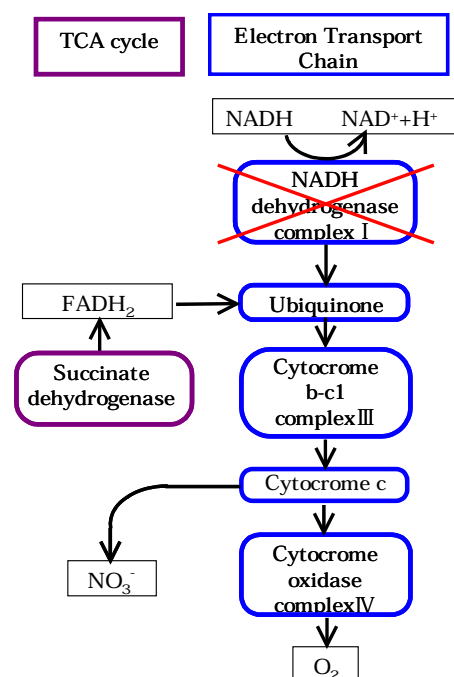 TCA cycle
Electron Transport
Chain
NADH NAD⁺+H⁺
NADH
dehydrogenase
complex Ⅰ
FADH₂
Ubiquinone
Succinate
dehydrogenase
Cytocrome
b-c1
complexⅢ
Cytocrome c
NO₃⁻
Cytocrome
oxidase
complexⅣ
O₂